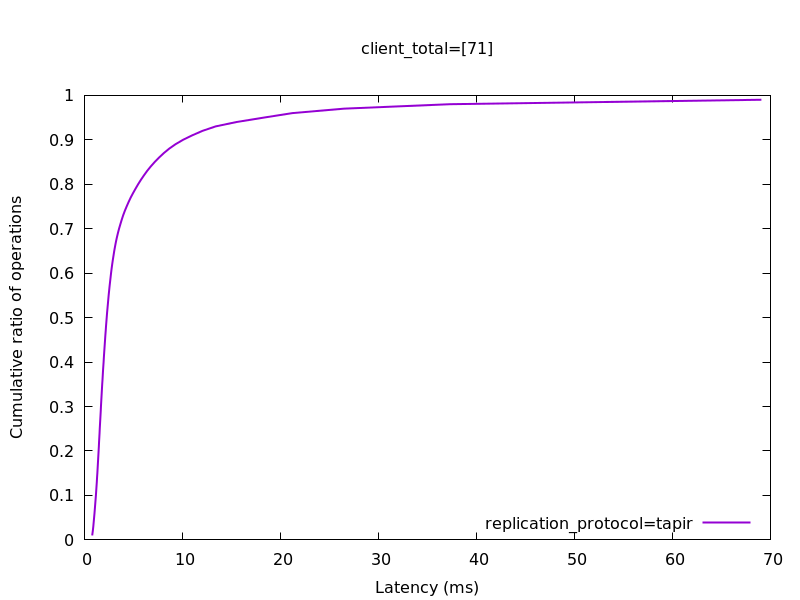 client_total=[71]
1
0.9
0.8
0.7
0.6
0.5
0.4
0.3
0.2
0.1
0
Cumulative ratio of operations
replication_protocol=tapir
0 10 20 30 40 50 60 70
Latency (ms)